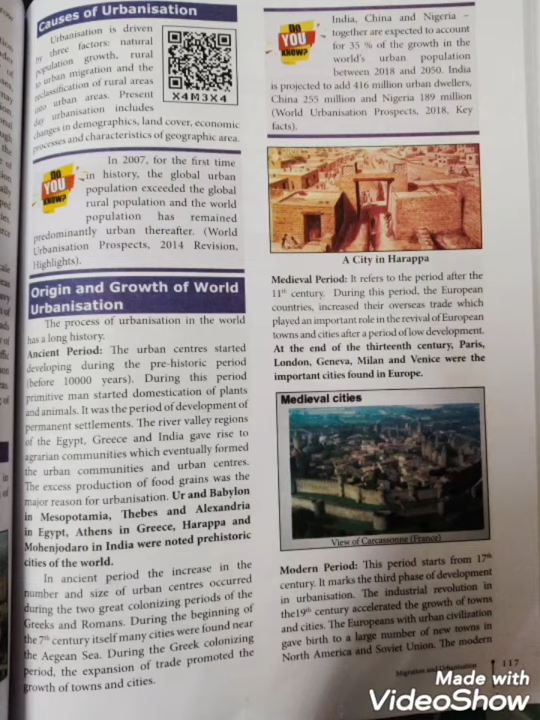 Causes of Urbanisation
Urbanisation is driven
by three factors: natural
population growth, rural
to urban migration and the
reclassification of rural areas
into urban areas. Present
day urbanisation includes
changes in demographics, land cover, economic
processes and characteristics of geographic area.
X4M3X4
DO
YOU
KNOW?
In 2007, for the first time
in history, the global urban
population exceeded the global
rural population and the world
population has remained
predominantly urban thereafter. (World
Urbanisation Prospects, 2014 Revision,
Highlights).
Origin and Growth of World
Urbanisation
The process of urbanisation in the world
has a long history.
Ancient Period: The urban centres started
developing during the pre-historic period
(before 10000 years). During this period
primitive man started domestication of plants
and animals. It was the period of development of
permanent settlements. The river valley regions
of the Egypt, Greece and India gave rise to
agrarian communities which eventually formed
the urban communities and urban centres.
The excess production of food grains was the
major reason for urbanisation. Ur and Babylon
in Mesopotamia, Thebes and Alexandria
in Egypt, Athens in Greece, Harappa and
Mohenjodaro in India were noted prehistoric
cities of the world.
In ancient period the increase in the
number and size of urban centres occurred
during the two great colonizing periods of the
Greeks and Romans. During the beginning of
the 7th century itself many cities were found near
the Aegean Sea. During the Greek colonizing
period, the expansion of trade promoted the
growth of towns and cities.
DO
YOU
KNOW?
India, China and Nigeria –
together are expected to account
for 35 % of the growth in the
world's urban population
between 2018 and 2050. India
is projected to add 416 million urban dwellers,
China 255 million and Nigeria 189 million
(World Urbanisation Prospects, 2018, Key
facts).
A City in Harappa
Medieval Period: It refers to the period after the
11th century. During this period, the European
countries, increased their overseas trade which
played an important role in the revival of European
towns and cities after a period of low development.
At the end of the thirteenth century, Paris,
London, Geneva, Milan and Venice were the
important cities found in Europe.
Medieval cities
View of Carcassonne (France)
Modern Period: This period starts from 17th
century. It marks the third phase of development
in urbanisation. The industrial revolution in
the19th century accelerated the growth of towns
and cities. The Europeans with urban civilization
gave birth to a large number of new towns in
North America and Soviet Union. The modern
Migration and Urbanisation 117
Made with
VideoShow